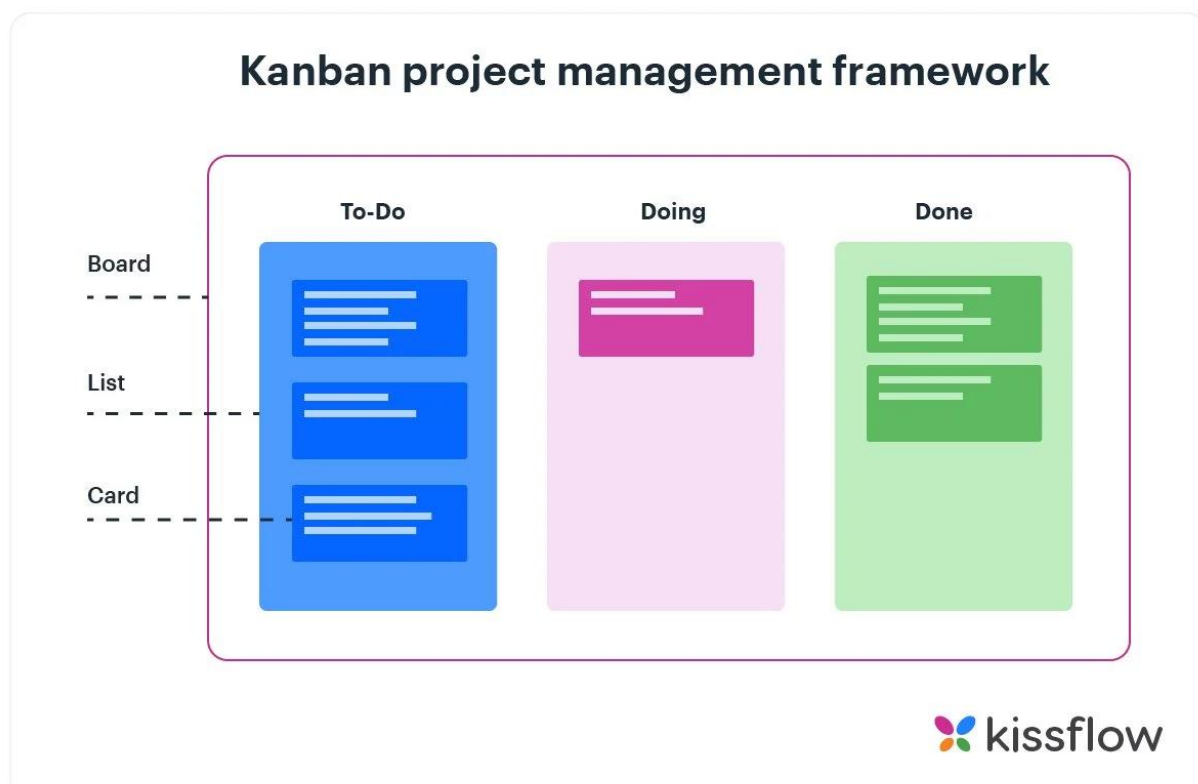 Kanban project management framework
To-Do
Doing
Done
Board
List
Card
kissflow